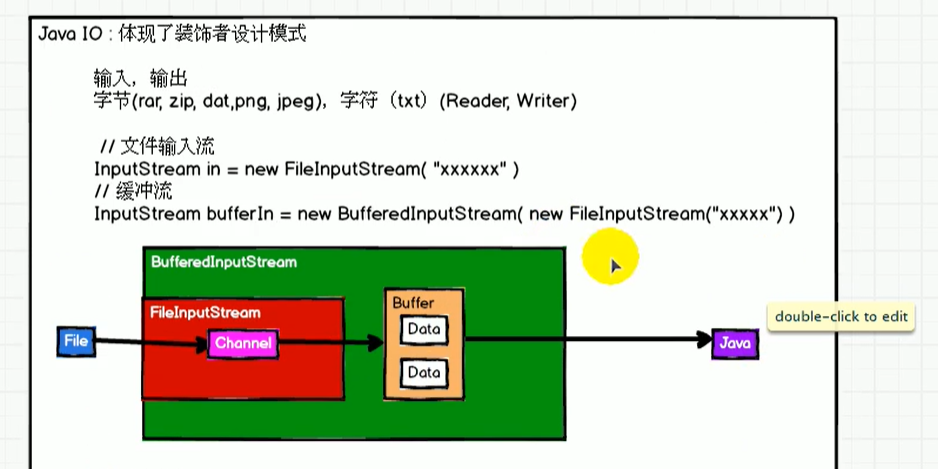 Java IO : 体现了装饰者设计模式
输入，输出
字节(rar, zip, dat,png, jpeg)，字符（txt）(Reader, Writer)
// 文件输入流
InputStream in = new FileInputStream( "xxxxxx" )
// 缓冲流
InputStream bufferIn = new BufferedInputStream( new FileInputStream("xxxxx") )
BufferedInputStream
FileInputStream
Buffer
Data
File
Channel
Java
Data
double-click to edit